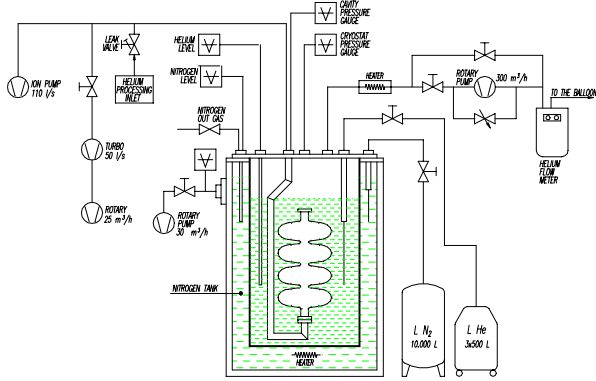 CAVITY
PRESSURE
GAUGE
LEAK
VALVE
HELIUM
LEVEL
CRYOSTAT
PRESSURE
GAUGE
NITROGEN
LEVEL
HEATER
ROTARY
PUMP
300 m³/h
ION PUMP
110 l/s
HELIUM
PROCESSING
INLET
TO THE BALLOON
NITROGEN
OUT GAS
TURBO
50 l/s
HELIUM
FLOW
METER
ROTARY
25 m³/h
ROTARY
PUMP
30 m³/h
NITROGEN TANK
L N₂
10.000 L
L He
3x500 L
HEATER